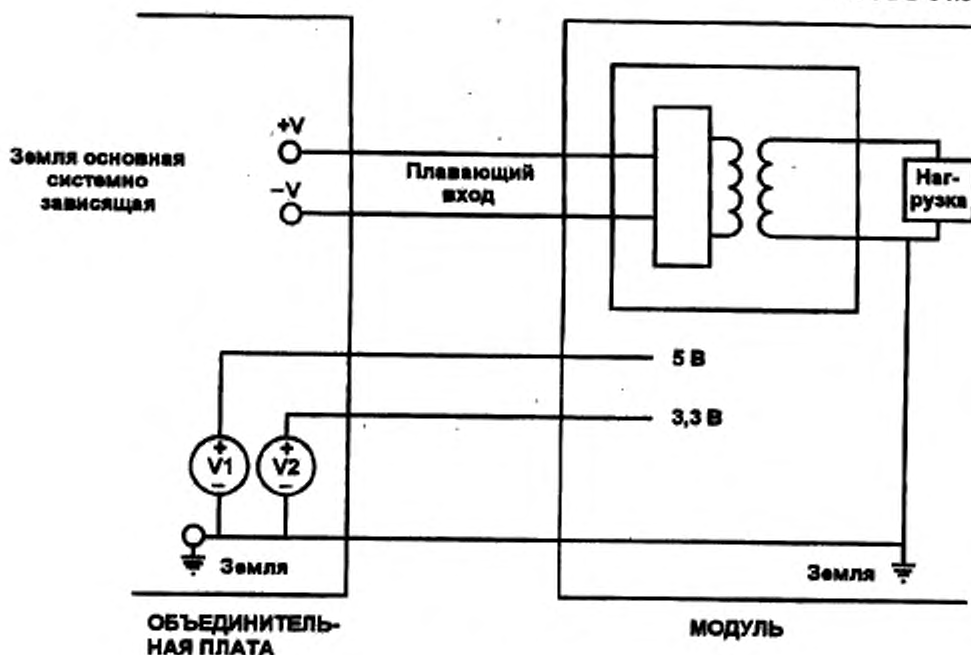 +V
Земля основная
системно
зависящая
−V
Плавающий
вход
Наг-
рузка
5 В
3,3 В
+
V1
−
+
V2
−
Земля
Земля
ОБЪЕДИНИТЕЛЬ-
НАЯ ПЛАТА
МОДУЛЬ